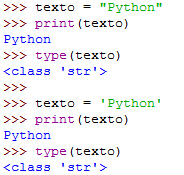 >>> texto = "Python"
>>> print(texto)
Python
>>> type(texto)
<class 'str'>
>>>
>>> texto = 'Python'
>>> print(texto)
Python
>>> type(texto)
<class 'str'>